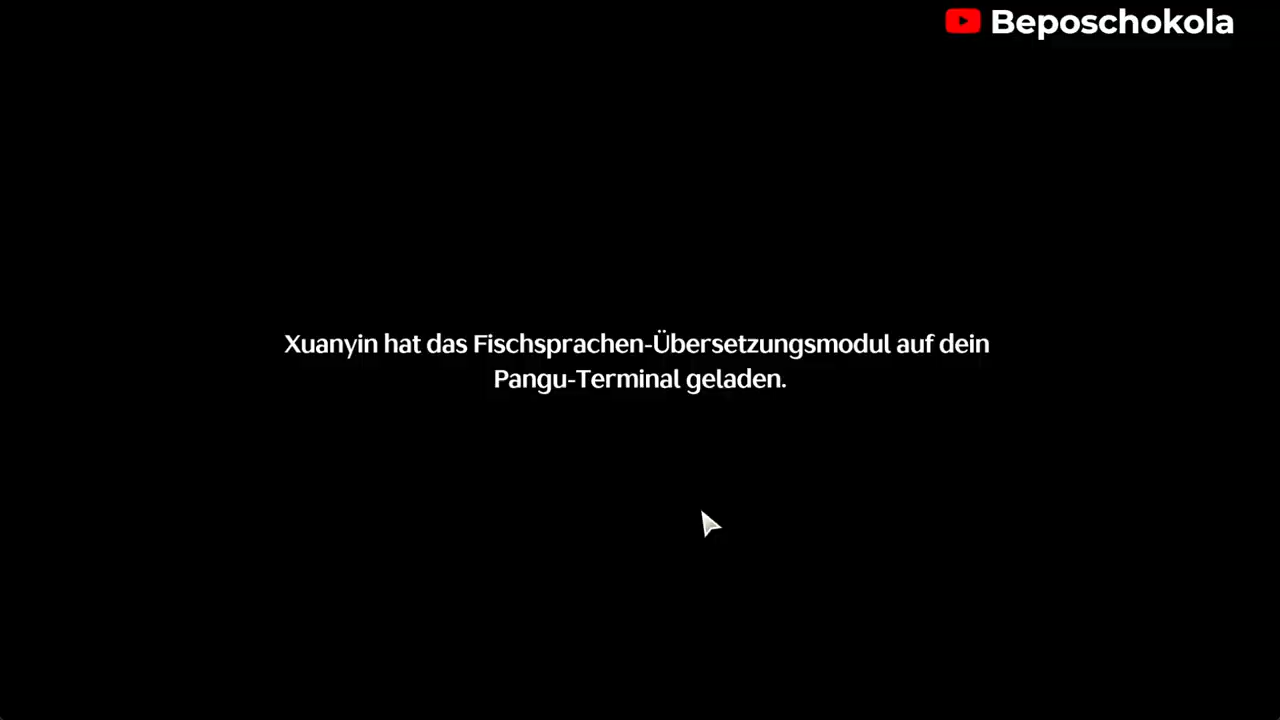 Beposchokola
Xuanyin hat das Fischsprachen-Übersetzungsmodul auf dein
Pangu-Terminal geladen.